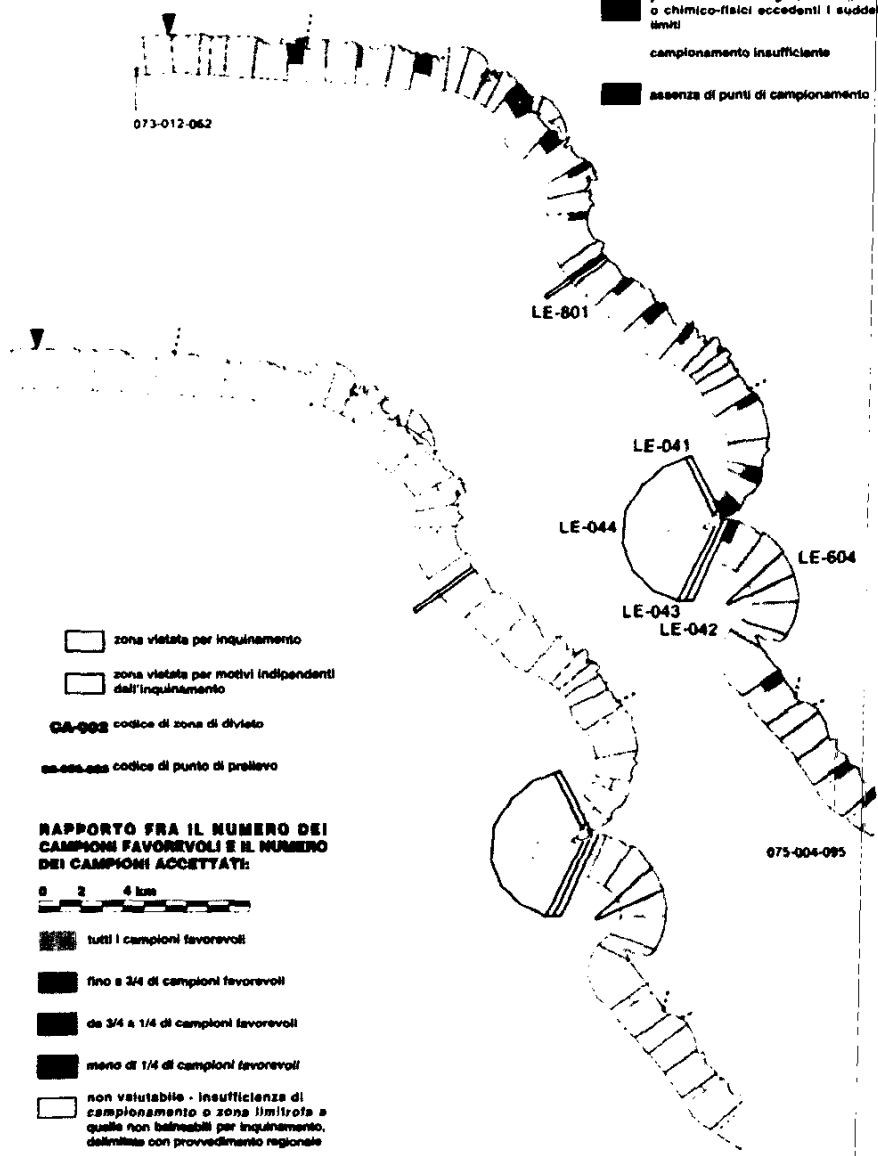 o chimico-fisici eccedenti i sudde
limiti
campionamento insufficiente
assenza di punti di campionamento
073-012-062
LE-801
LE-041
LE-044
LE-604
LE-043
LE-042
075-004-095
zona vietata per inquinamento
zona vietata per motivi indipendenti
dall'inquinamento
CA-002 codice di zona di divieto
codice di punto di prelievo
RAPPORTO FRA IL NUMERO DEI
CAMPIONI FAVOREVOLI E IL NUMERO
DEI CAMPIONI ACCETTATI:
0 2 4 km
tutti i campioni favorevoli
fino a 3/4 di campioni favorevoli
da 3/4 a 1/4 di campioni favorevoli
meno di 1/4 di campioni favorevoli
non valutabile - insufficienza di
campionamento o zona limitrofa a
quelle non balneabili per inquinamento,
delimitate con provvedimento regionale